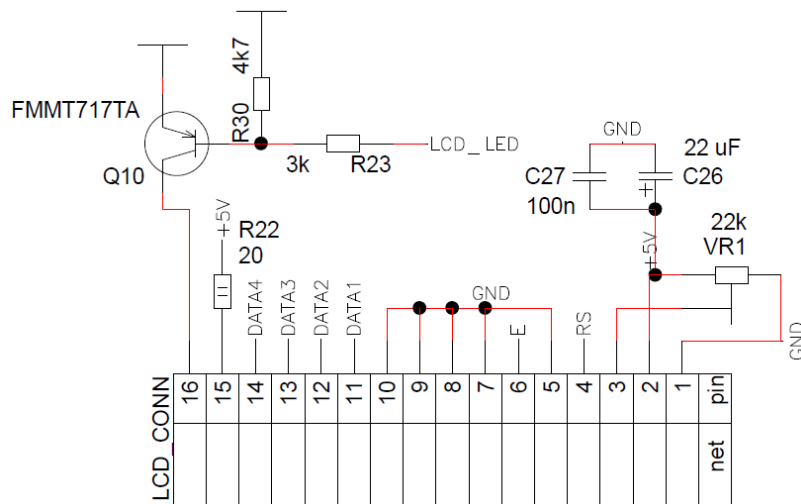 4k7
FMMT717TA
R30
LCD_LED
3k
R23
Q10
GND
22 uF
C27
C26
100n
+5V
R22
20
+5V
22k
VR1
DATA4
DATA3
DATA2
DATA1
GND
E
RS
GND
LCD_CONN
16
15
14
13
12
11
10
9
8
7
6
5
4
3
2
1
pin
net